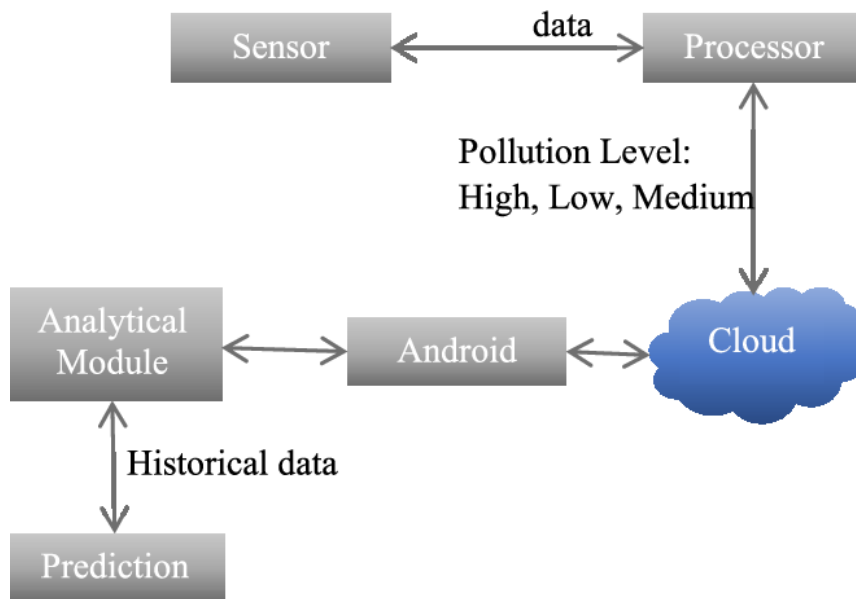 data
Sensor
Processor
Pollution Level:
High, Low, Medium
Analytical
Module
Android
Cloud
Historical data
Prediction